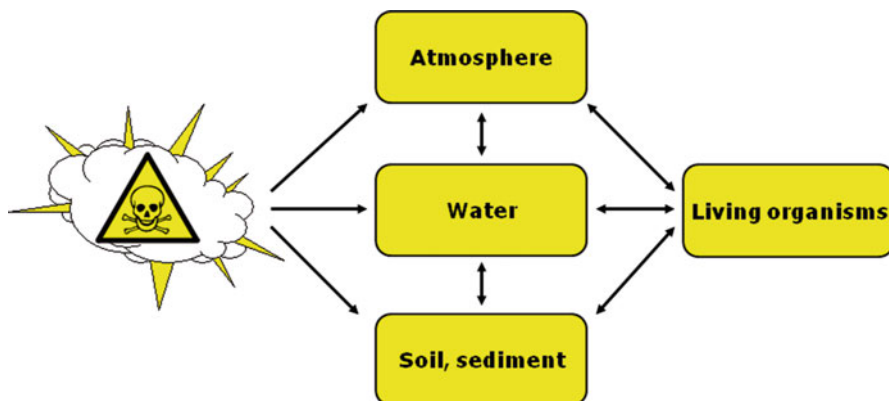 Atmosphere
Water
Living organisms
Soil, sediment